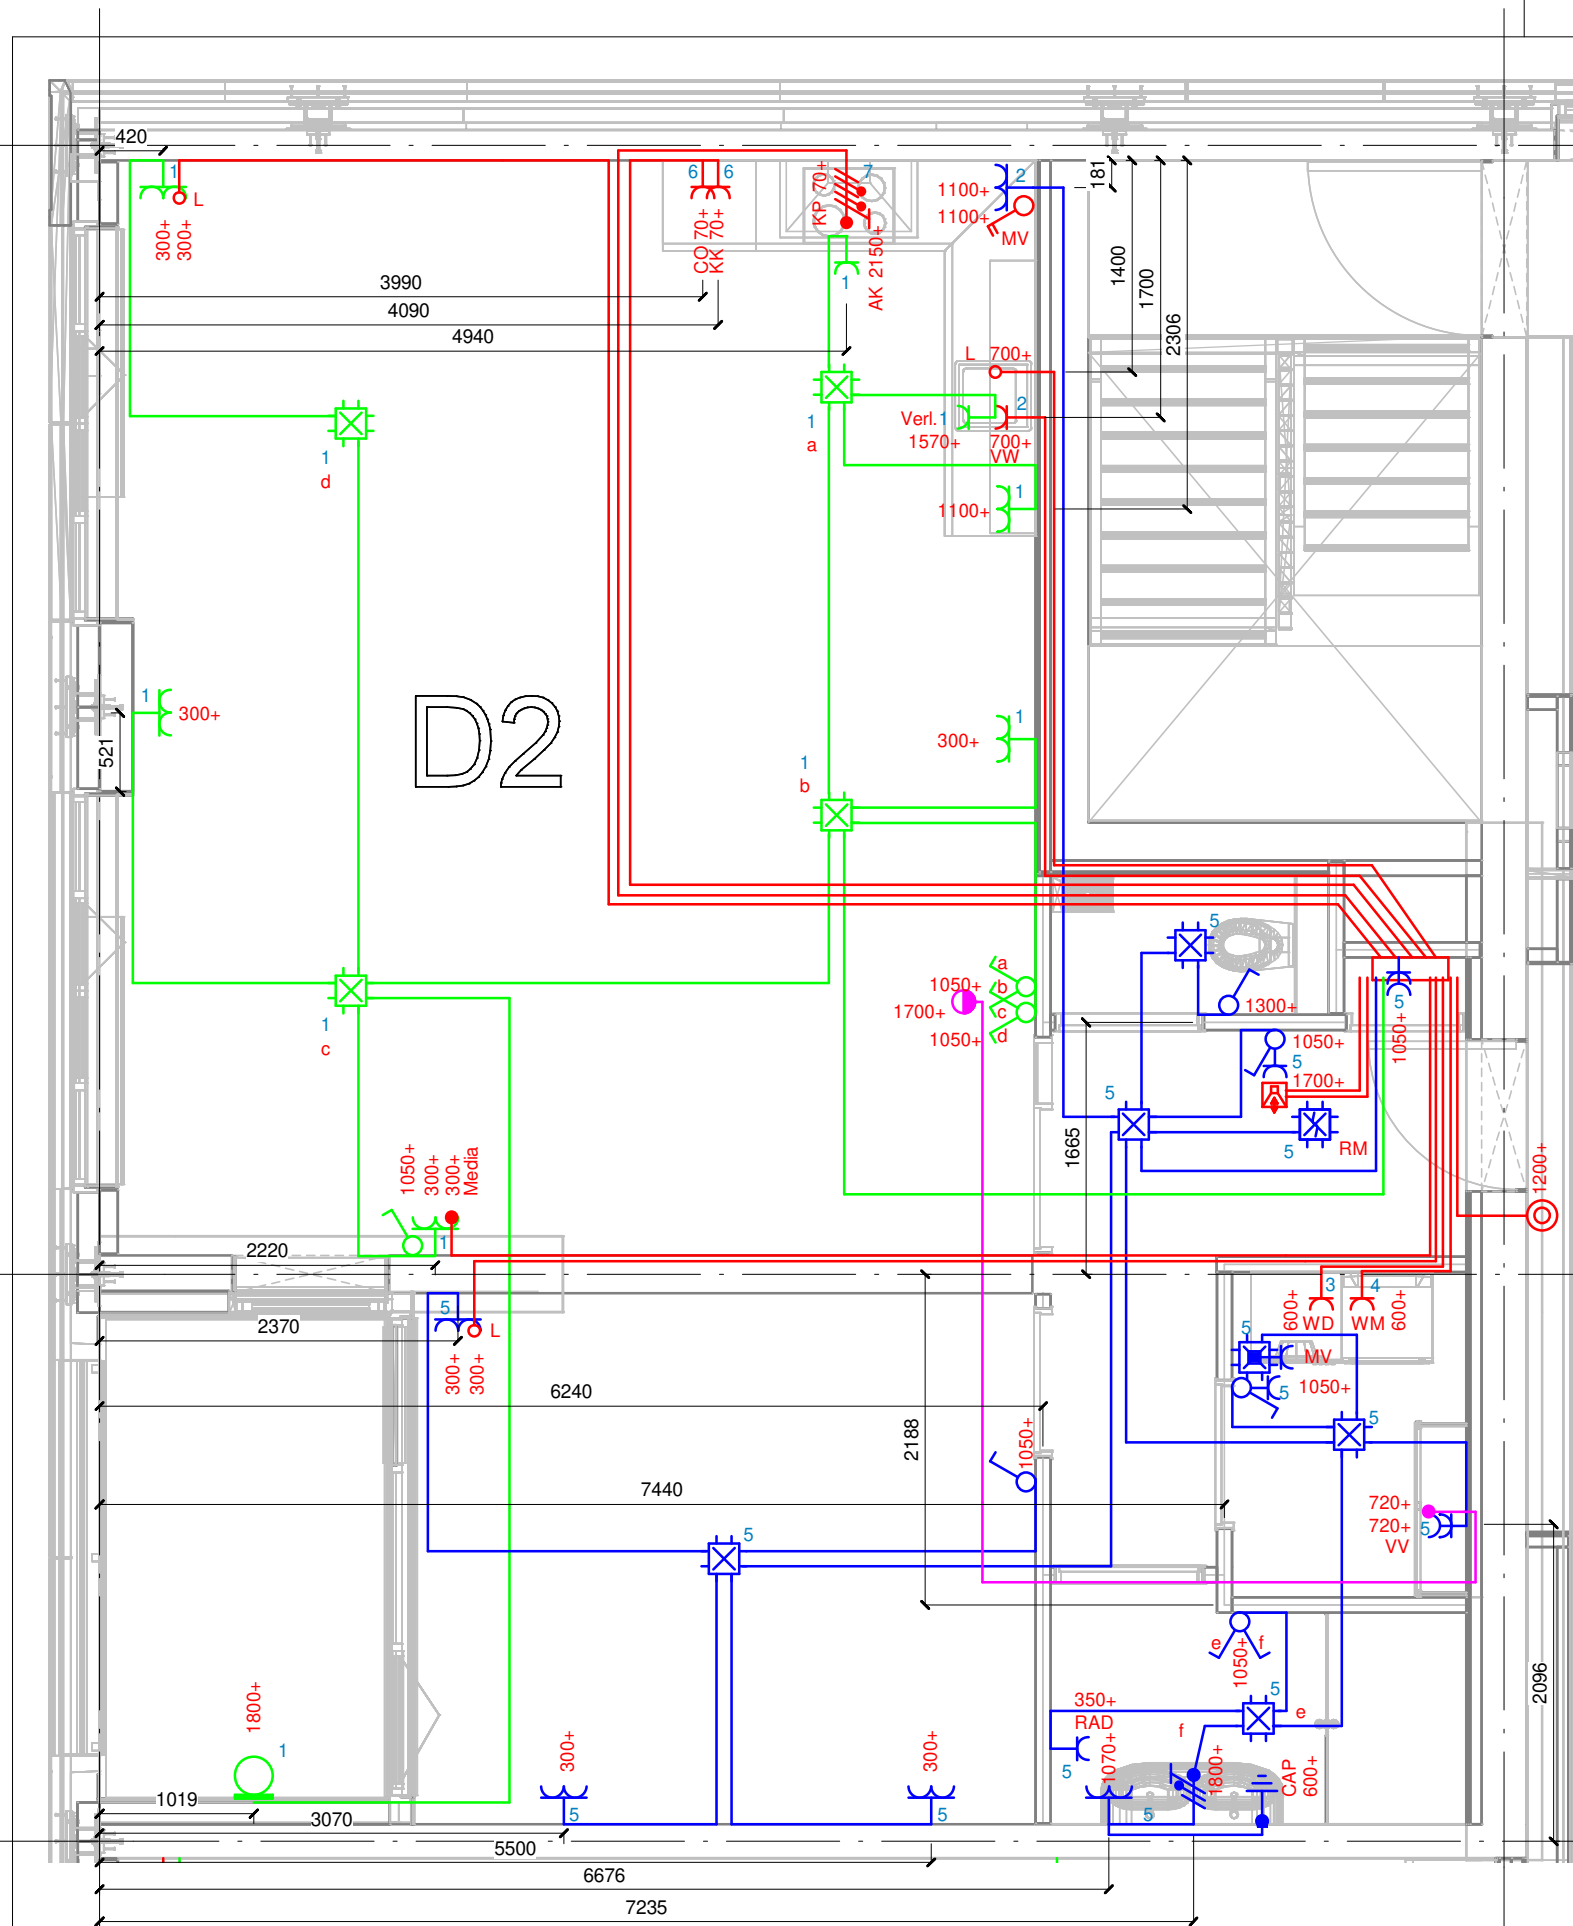 420
1
L
300+
300+
6
6
CO 70+
KK 70+
KP 70+
7
1
AK 2150+
2
1100+
1100+
MV
181
1400
1700
2306
3990
4090
4940
L 700+
2
Verl. 1
1570+
700+
VW
1
a
1
d
1
1100+
1
300+
521
D2
1
300+
1
b
5
a
1050+
b
1700+
c
1050+
d
1300+
5
1050+
1
c
1050+
5
1700+
5
5
RM
1665
1200+
1050+
300+
300+
Media
1
2220
5
L
2370
300+
300+
3
4
600+
WD
WM
600+
5
MV
5
1050+
6240
5
1050+
2188
7440
720+
720+
5
VV
5
e
f
1050+
2096
1800+
1
350+
RAD
5
e
f
5
1070+
1800+
CAP
600+
300+
300+
5
5
5
1019
3070
5500
6676
7235